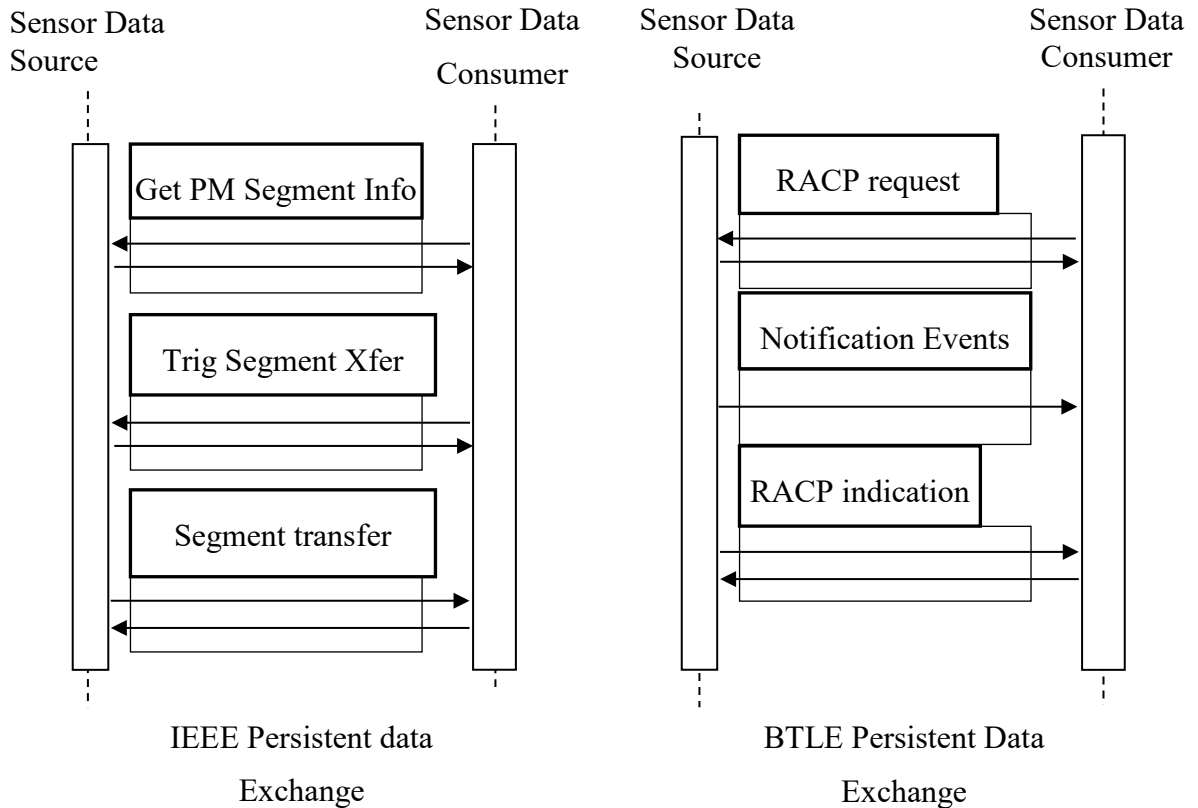 Sensor Data
Source
Sensor Data
Consumer
Get PM Segment Info
Trig Segment Xfer
Segment transfer
IEEE Persistent data
Exchange
Sensor Data
Source
Sensor Data
Consumer
RACP request
Notification Events
RACP indication
BTLE Persistent Data
Exchange